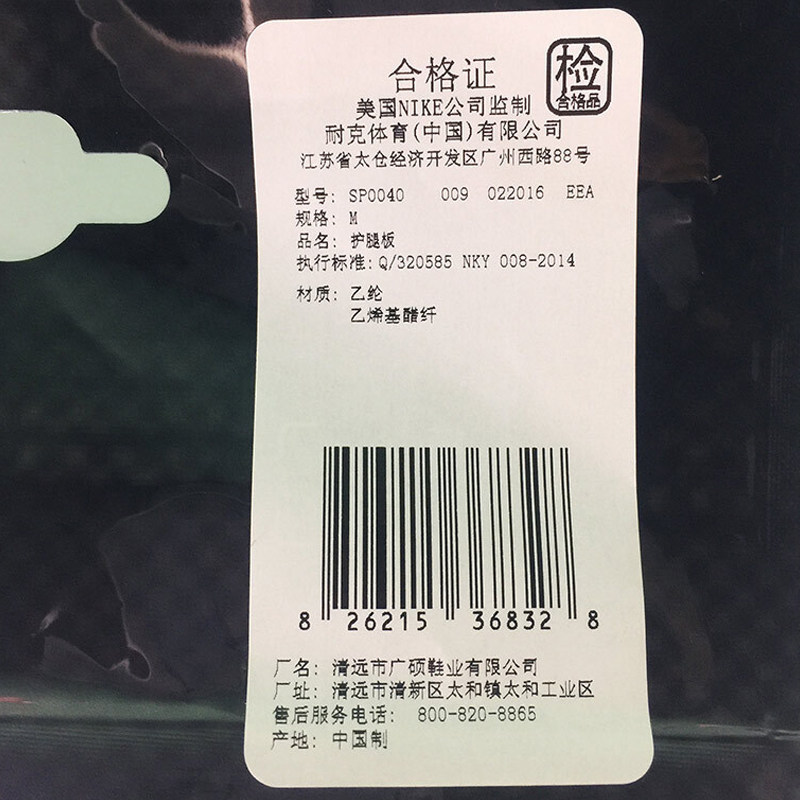 合格证
检
合格品
美国NIKE公司监制
耐克体育(中国)有限公司
江苏省太仓经济开发区广州西路88号
型号: SP0040 009 022016 EEA
规格: M
品名: 护腿板
执行标准: Q/320585 NKY 008-2014
材质: 乙纶
乙烯基醋纤
8 26215 36832 8
厂名: 清远市广硕鞋业有限公司
厂址: 清远市清新区太和镇太和工业区
售后服务电话: 800-820-8865
产地: 中国制